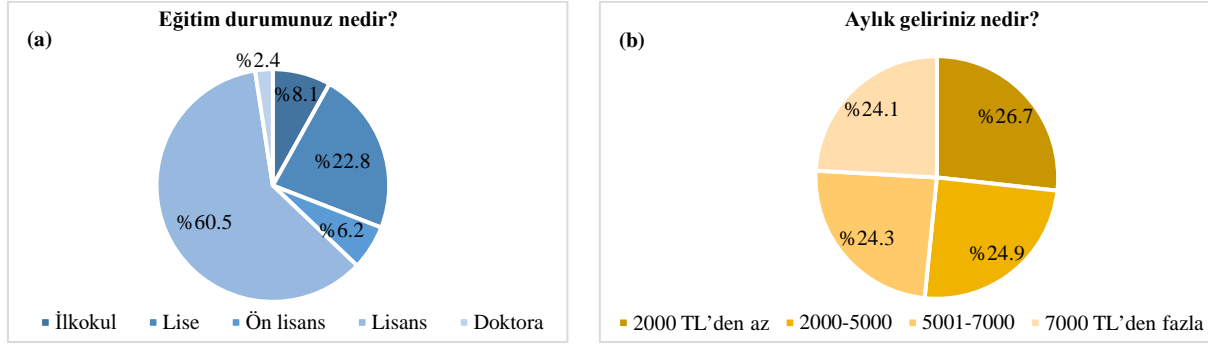 Eğitim durumunuz nedir?
(a)
%2.4
%8.1
%22.8
%6.2
%60.5
İlkokul Lise Ön lisans Lisans Doktora
Aylık geliriniz nedir?
(b)
%24.1
%26.7
%24.3
%24.9
2000 TL’den az 2000-5000 5001-7000 7000 TL’den fazla